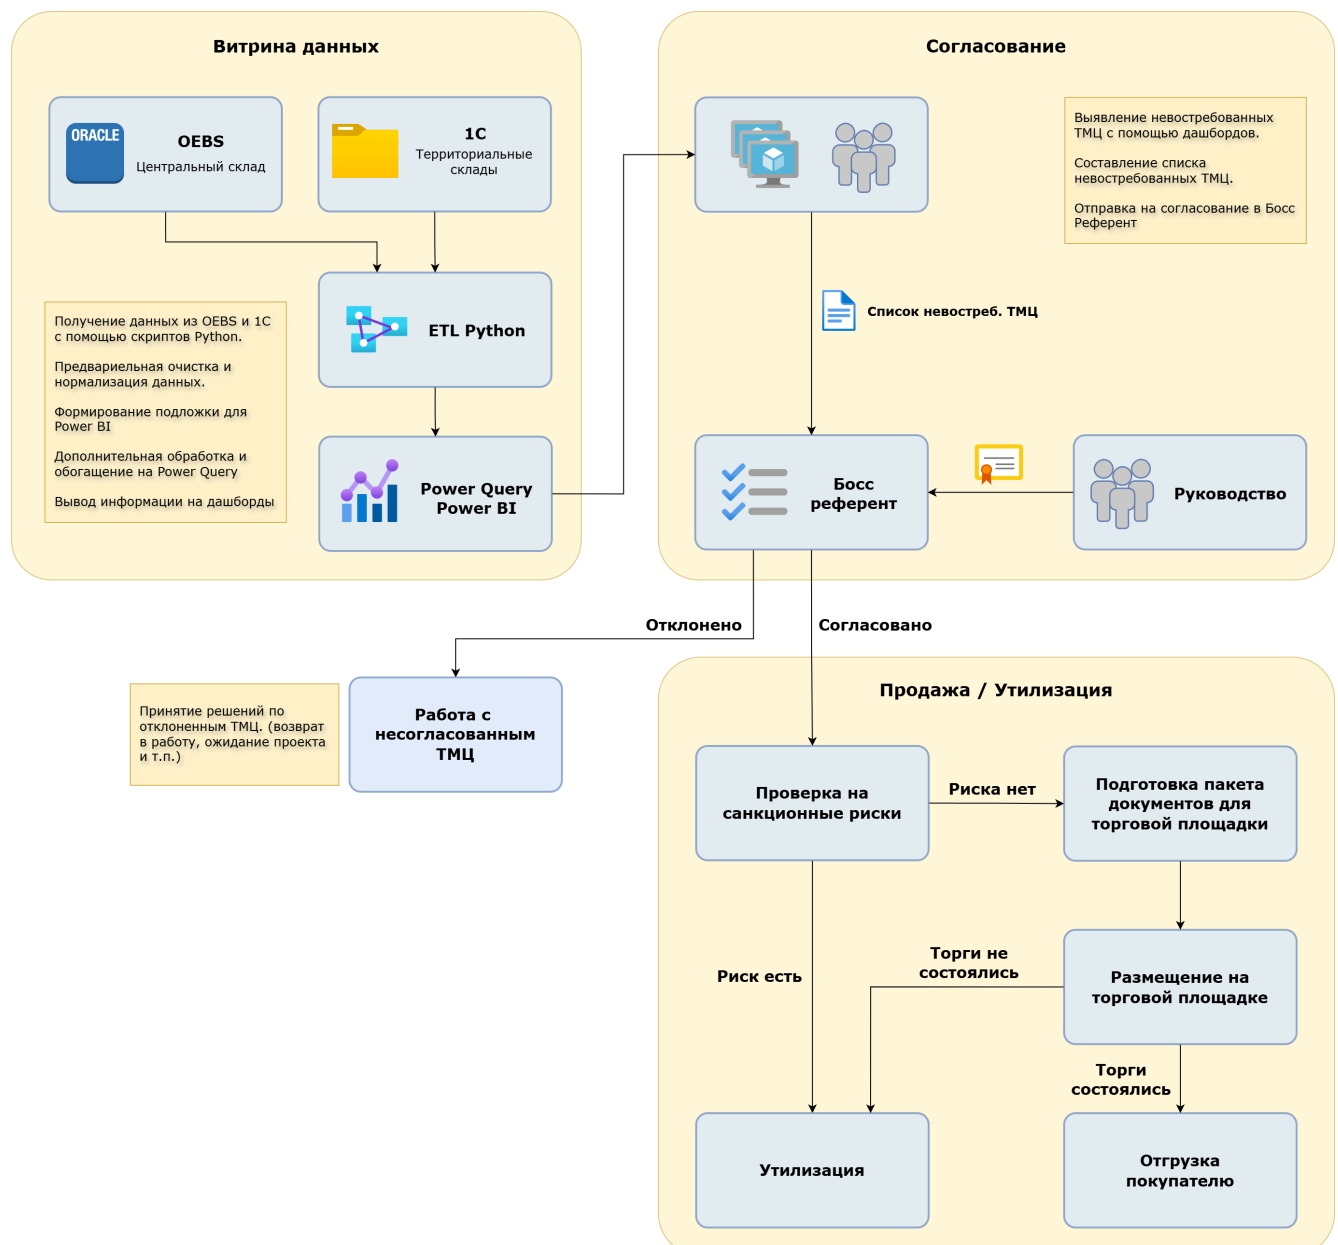 Витрина данных
ORACLE
OEBS
Центральный склад
1С
Территориальные
склады
Получение данных из OEBS и 1С
с помощью скриптов Python.
Предвариельная очистка и
нормализация данных.
Формирование подложки для
Power BI
Дополнительная обработка и
обогащение на Power Query
Вывод информации на дашборды
ETL Python
Power Query
Power BI
Согласование
Выявление невостребованных
ТМЦ с помощью дашбордов.
Составление списка
невостребованных ТМЦ.
Отправка на согласование в Босс
Референт
Список невостреб. ТМЦ
Босс
референт
Руководство
Отклонено
Согласовано
Принятие решений по
отклоненным ТМЦ. (возврат
в работу, ожидание проекта
и т.п.)
Работа с
несогласованным
ТМЦ
Продажа / Утилизация
Проверка на
санкционные риски
Риска нет
Подготовка пакета
документов для
торговой площадки
Риск есть
Торги не
состоялись
Размещение на
торговой площадке
Торги
состоялись
Утилизация
Отгрузка
покупателю